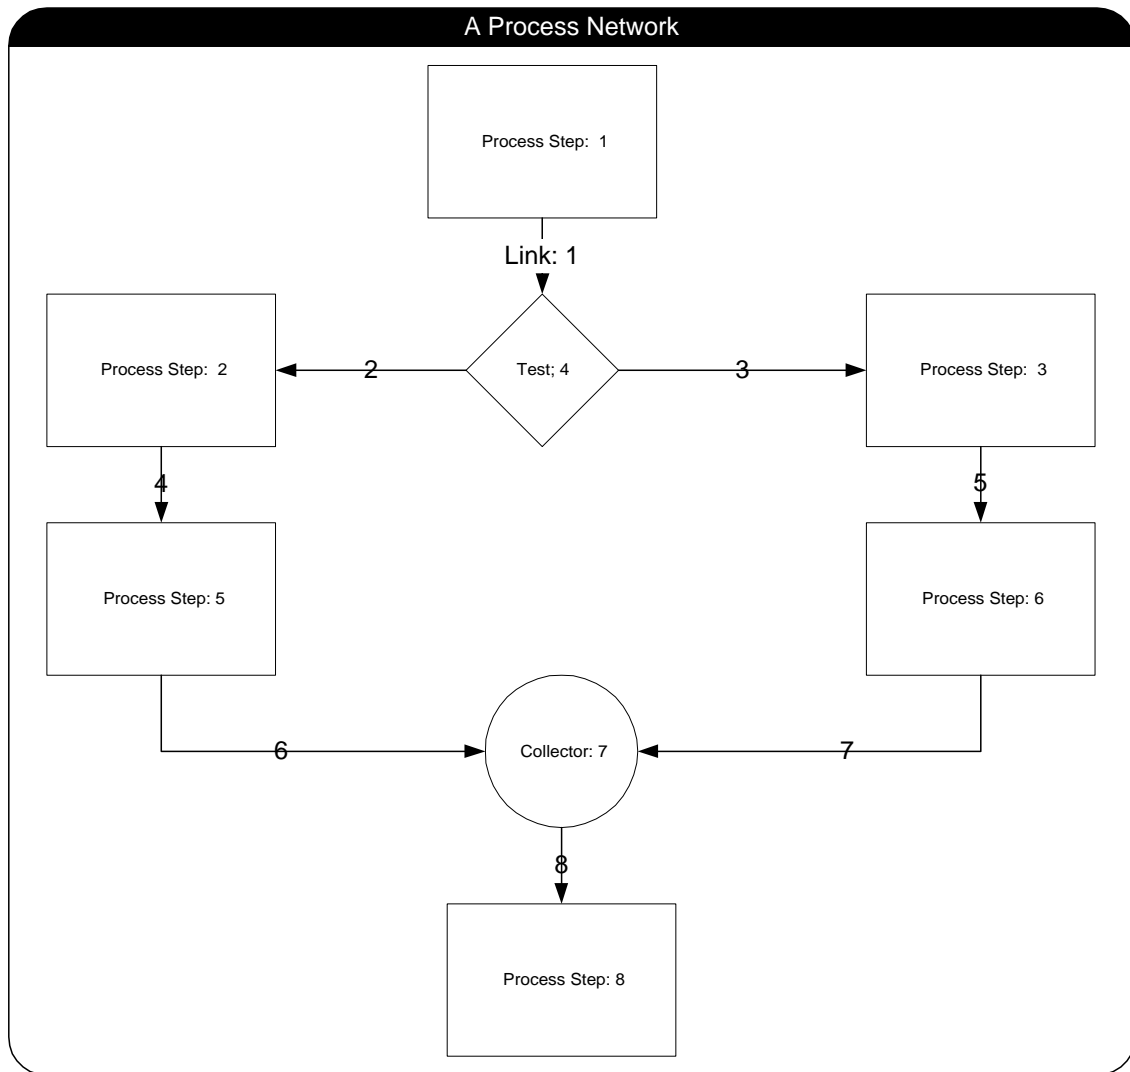 A Process Network
Process Step:  1
Link: 1
Process Step:  2
2
Test; 4
3
Process Step:  3
4
5
Process Step: 5
Process Step: 6
6
Collector: 7
7
8
Process Step: 8